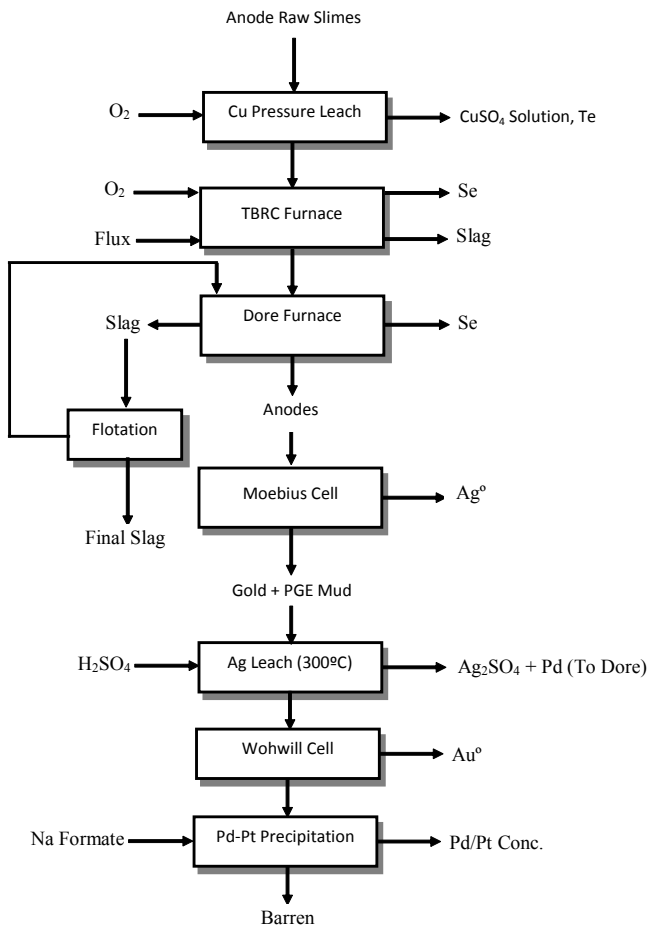 Anode Raw Slimes
O₂
Cu Pressure Leach
CuSO₄ Solution, Te
O₂
Se
TBRC Furnace
Flux
Slag
Slag
Dore Furnace
Se
Anodes
Flotation
Moebius Cell
Agº
Final Slag
Gold + PGE Mud
H₂SO₄
Ag Leach (300ºC)
Ag₂SO₄ + Pd (To Dore)
Wohwill Cell
Auº
Na Formate
Pd-Pt Precipitation
Pd/Pt Conc.
Barren